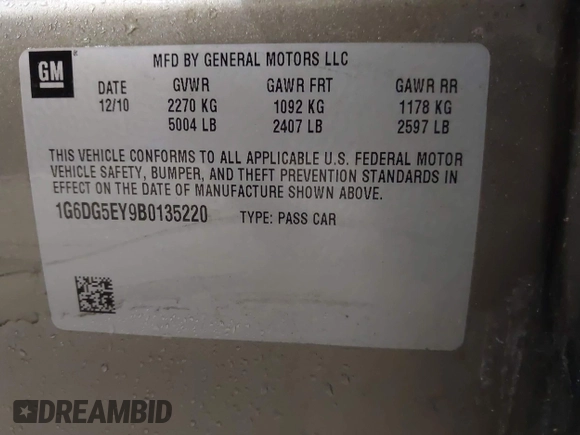 GM
MFD BY GENERAL MOTORS LLC
DATE GVWR GAWR FRT GAWR RR
12/10 2270 KG 1092 KG 1178 KG
5004 LB 2407 LB 2597 LB
THIS VEHICLE CONFORMS TO ALL APPLICABLE U.S. FEDERAL MOTOR
VEHICLE SAFETY, BUMPER, AND THEFT PREVENTION STANDARDS IN
EFFECT ON THE DATE OF MANUFACTURE SHOWN ABOVE.
1G6DG5EY9B0135220 TYPE: PASS CAR
DREAMBID